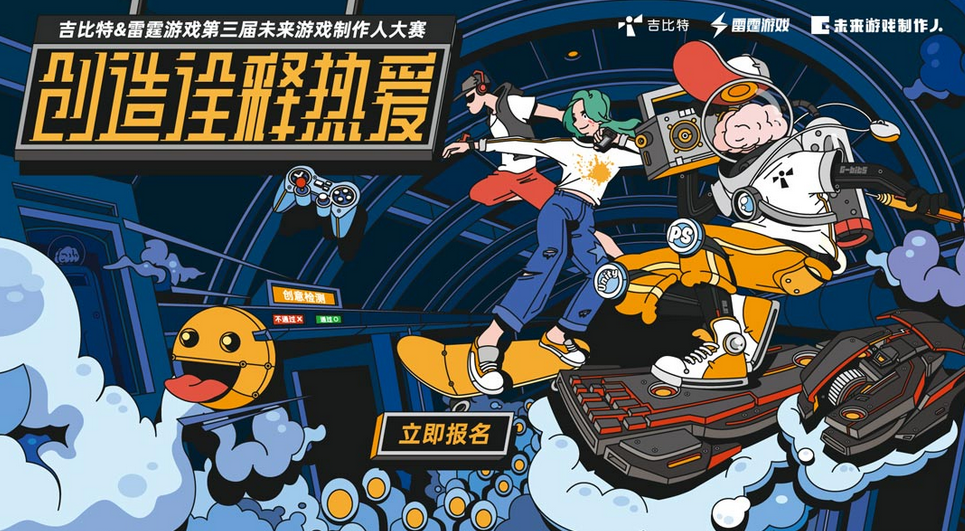 吉比特&雷霆游戏第三届未来游戏制作人大赛
吉比特 雷霆游戏 未来游戏制作人
创造诠释热爱
G-bits
PS
Unity
创意检测
不通过× 通过○
立即报名